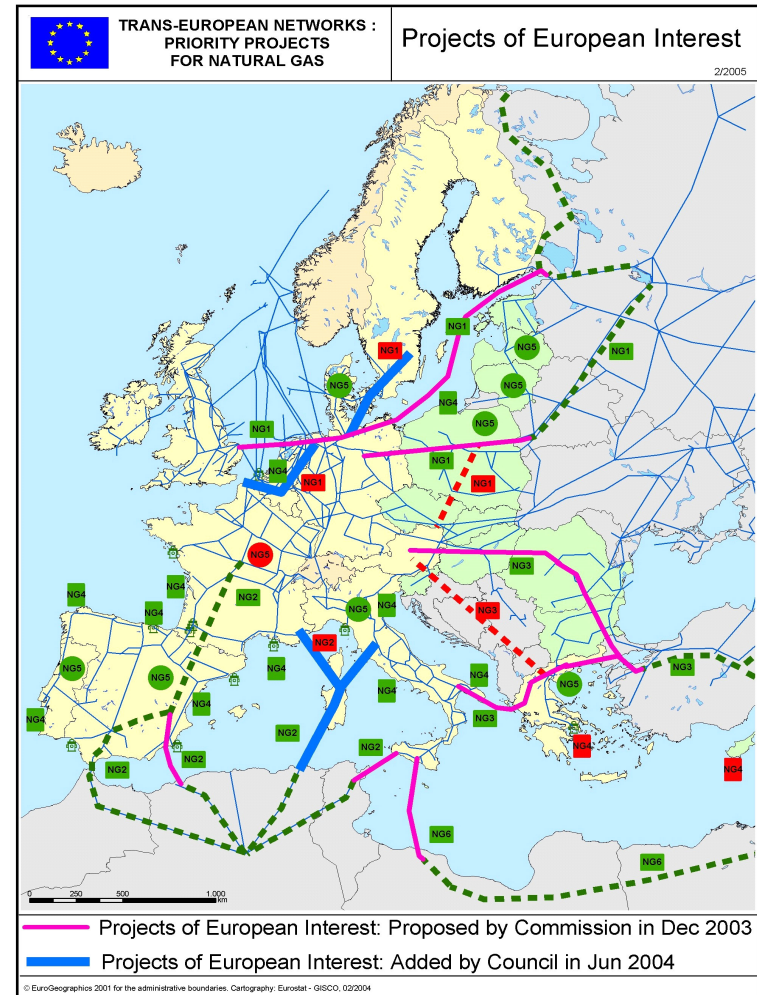 TRANS-EUROPEAN NETWORKS :
PRIORITY PROJECTS
FOR NATURAL GAS
Projects of European Interest
2/2005
NG1
NG1
NG5
NG1
NG5
NG5
NG4
NG5
NG1
NG4
NG1
NG1
NG1
NG5
NG3
NG4
NG2
NG4
NG4
NG5
NG4
NG3
NG2
NG5
NG5
NG4
NG4
NG3
NG5
NG4
NG4
NG3
NG4
NG2
NG2
NG4
NG2
NG2
NG4
NG6
NG6
0 250 500 1.000
km
Projects of European Interest: Proposed by Commission in Dec 2003
Projects of European Interest: Added by Council in Jun 2004
© EuroGeographics 2001 for the administrative boundaries. Cartography: Eurostat - GISCO, 02/2004